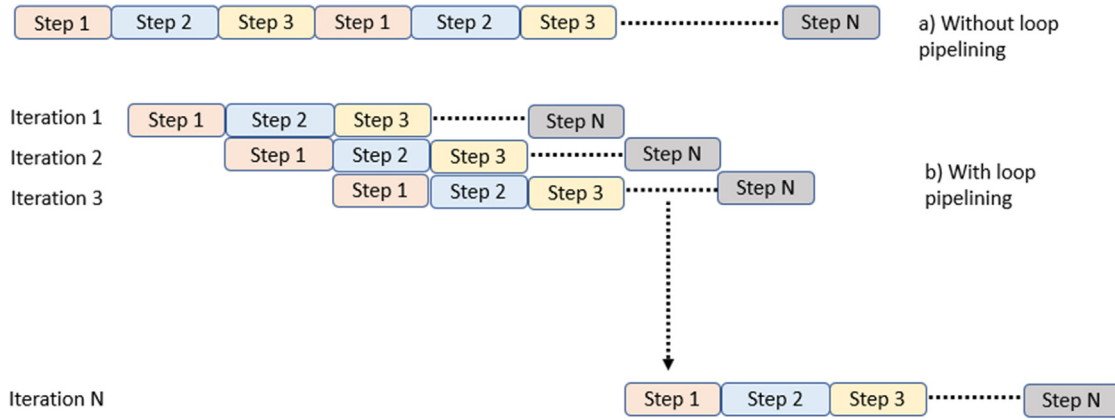 Step 1 Step 2 Step 3 Step 1 Step 2 Step 3 Step N
a) Without loop
pipelining
Iteration 1 Step 1 Step 2 Step 3 Step N
Iteration 2 Step 1 Step 2 Step 3 Step N
Iteration 3 Step 1 Step 2 Step 3 Step N
b) With loop
pipelining
Iteration N Step 1 Step 2 Step 3 Step N